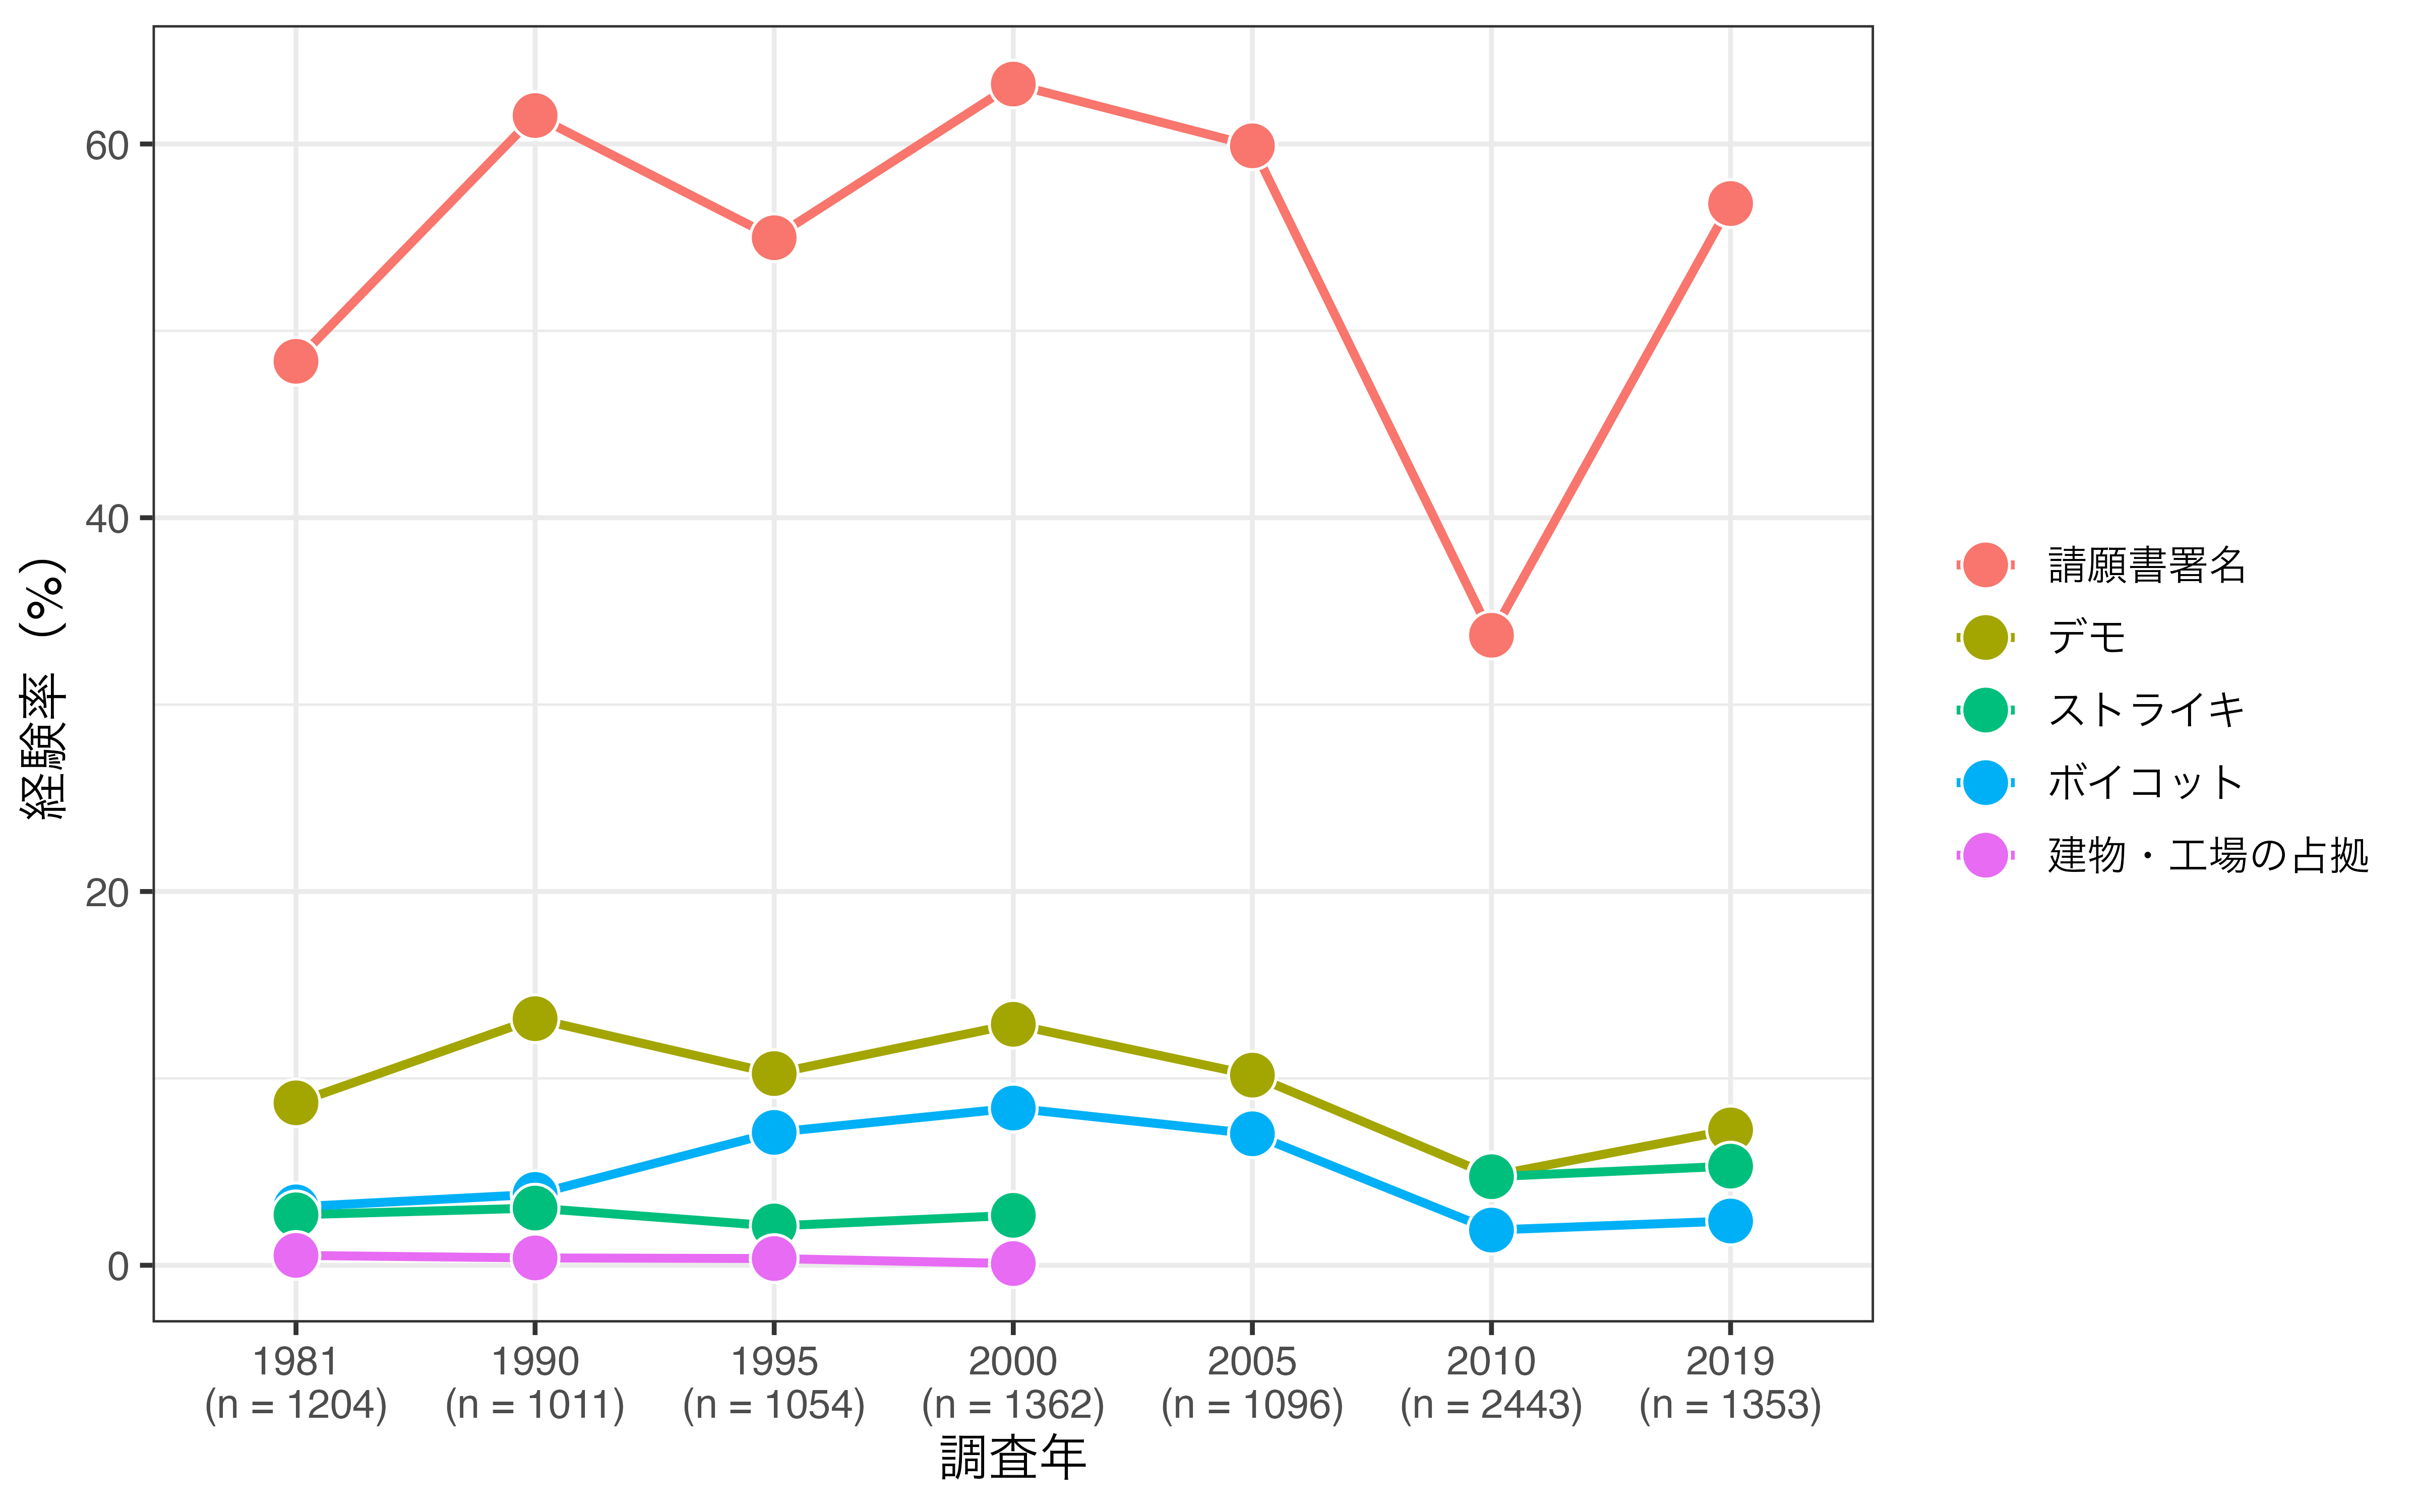 経験率（%）
60
40
20
0
1981
(n = 1204)
1990
(n = 1011)
1995
(n = 1054)
2000
(n = 1362)
2005
(n = 1096)
2010
(n = 2443)
2019
(n = 1353)
調査年
請願書署名
デモ
ストライキ
ボイコット
建物・工場の占拠